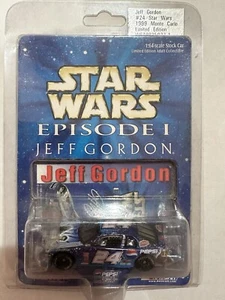 Jeff Gordon
#24 Star Wars
1999 Monte Carlo
Limited Edition
1:64 scale Stock Car
STAR
WARS
EPISODE I
JEFF GORDON
Jeff Gordon
24
PEPSI